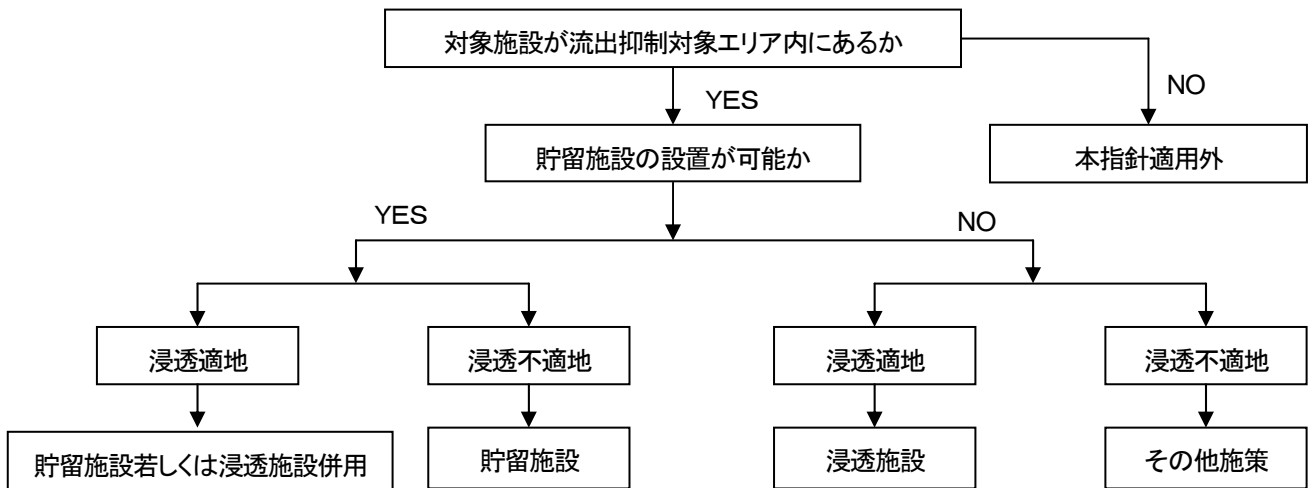 対象施設が流出抑制対象エリア内にあるか
YES
NO
貯留施設の設置が可能か
本指針適用外
YES
NO
浸透適地
浸透不適地
浸透適地
浸透不適地
貯留施設若しくは浸透施設併用
貯留施設
浸透施設
その他施策